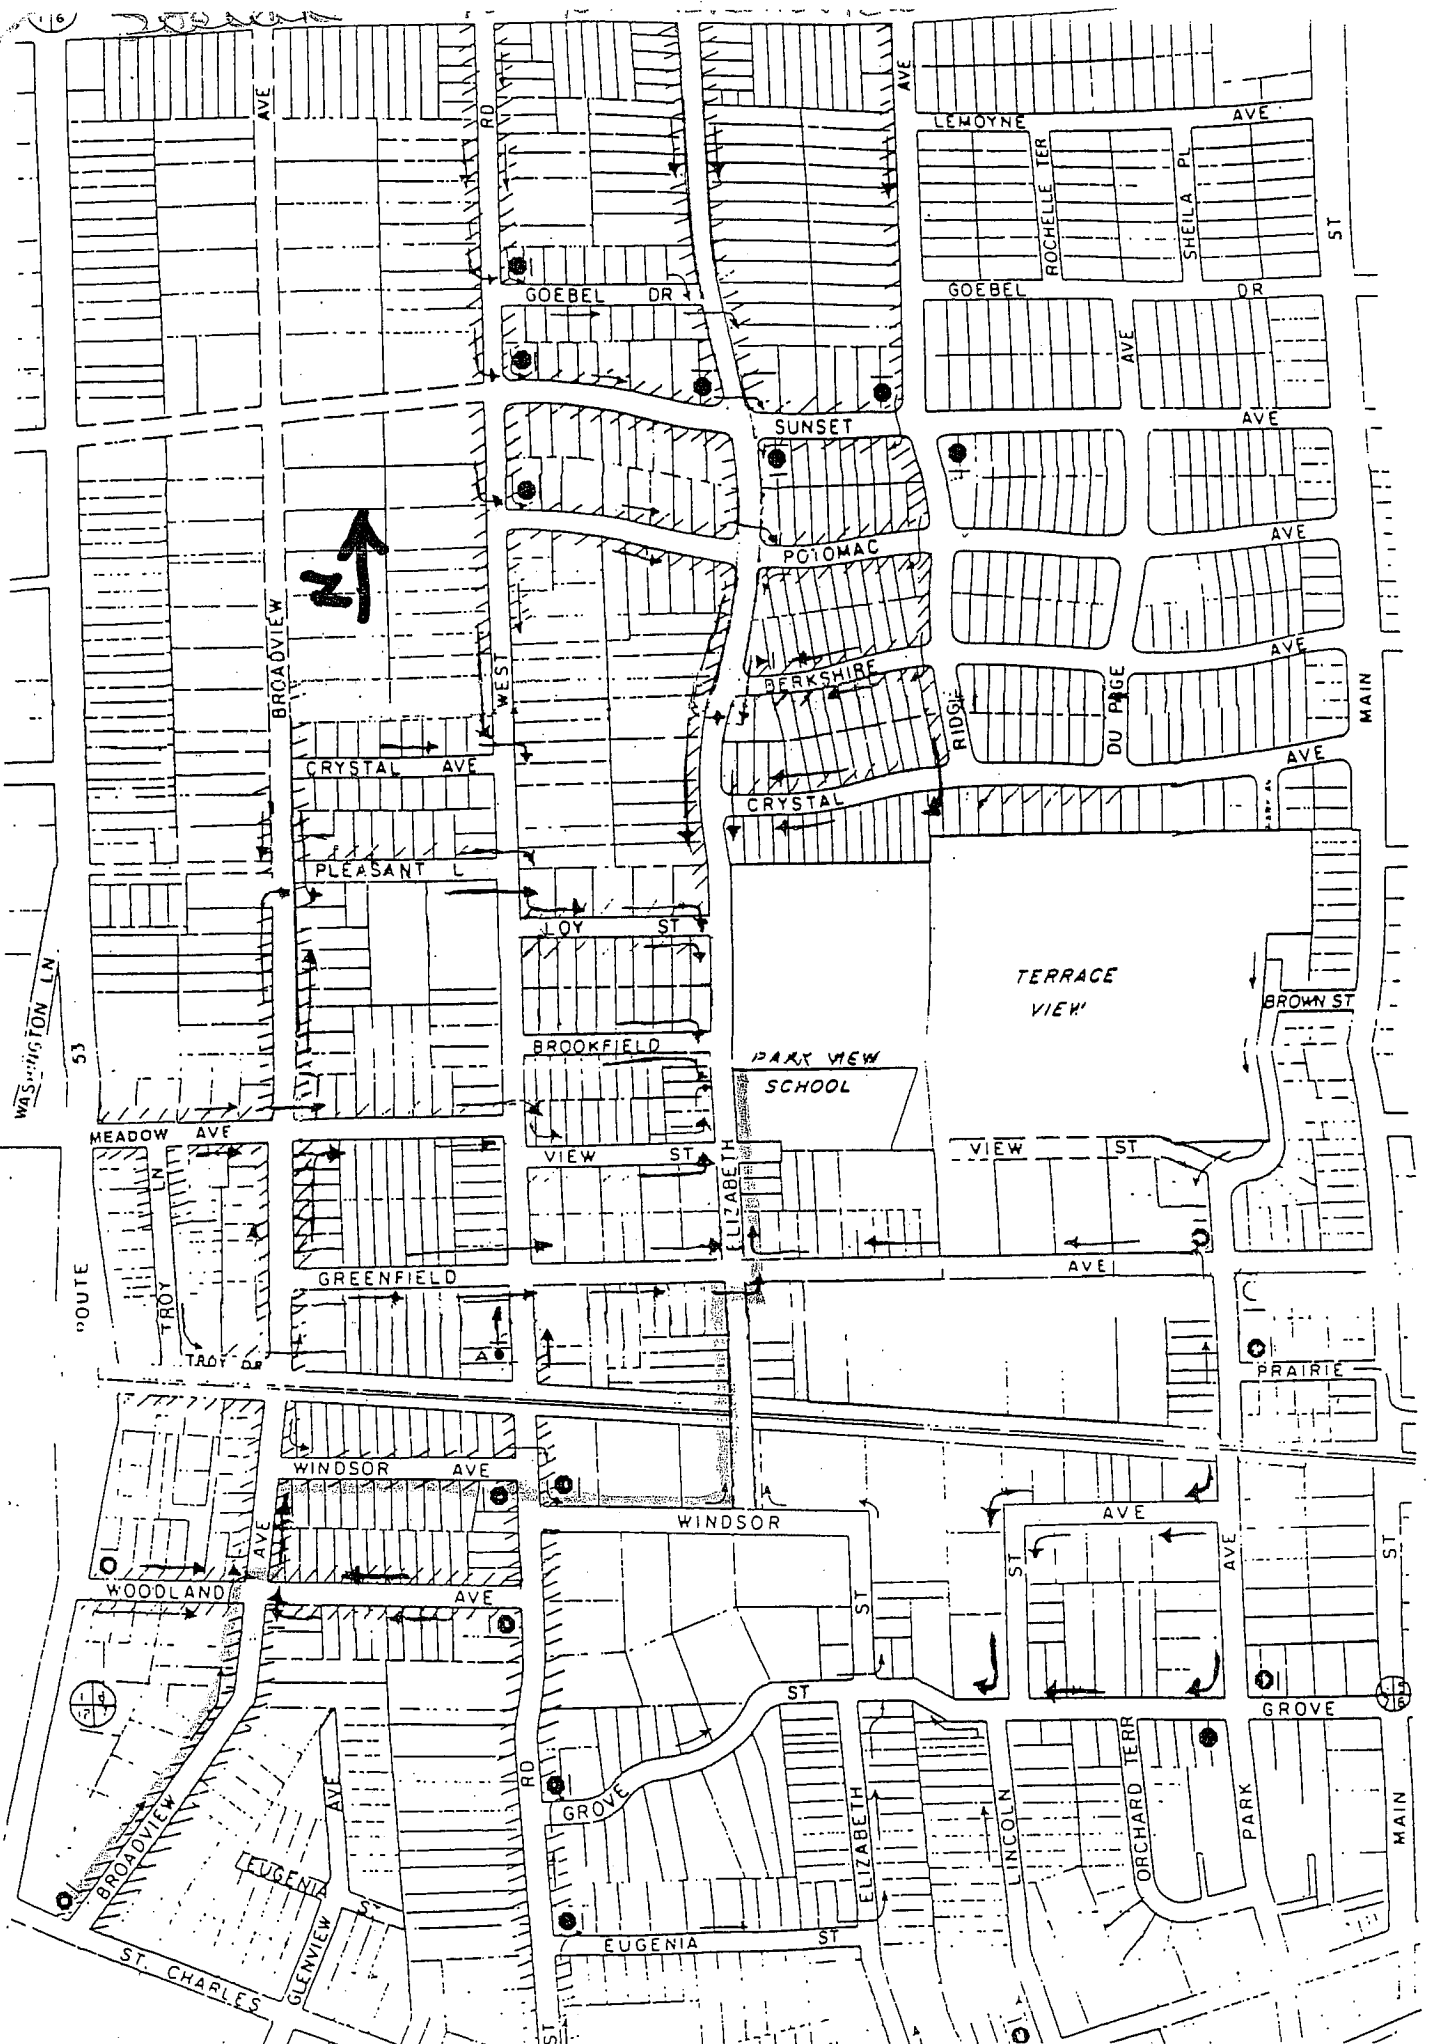 16
AVE
RD
AVE
LEMOYNE AVE
ROCHELLE TER
SHEILA PL
ST
GOEBEL DR
GOEBEL DR
AVE
SUNSET
AVE
N
POTOMAC
AVE
BROADVIEW
WEST
BERKSHIRE
AVE
RIDGE
DU PAGE
MAIN
CRYSTAL AVE
CRYSTAL
AVE
PLEASANT L
LOY ST
WASHINGTON LN
53
TERRACE
VIEW
BROWN ST
BROOKFIELD
PARK VIEW
SCHOOL
MEADOW AVE
VIEW ST
VIEW ST
ELIZABETH
TROY LN
ROUTE
GREENFIELD
AVE
A
TROY DR
PRAIRIE
WINDSOR AVE
WINDSOR
AVE
AVE
ST
ST
AVE
ST
WOODLAND
AVE
ST
GROVE
GROVE
BROADVIEW
AVE
RD
ELIZABETH
LINCOLN
ORCHARD TERR
PARK
MAIN
EUGENIA
ST
EUGENIA ST
GLENVIEW
ST. CHARLES
ST